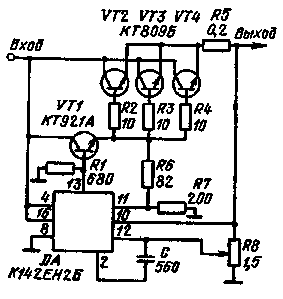 VT2 VT3 VT4 R5
КТ809Б 0,2
Вход Выход
VT1 R2 R3 R4
КТ921А 10 10 10
R1 R6
680 82 R7
13 200
4 11
16 10
8 12
DA C R8
К142ЕН2Б 2 560 1,5